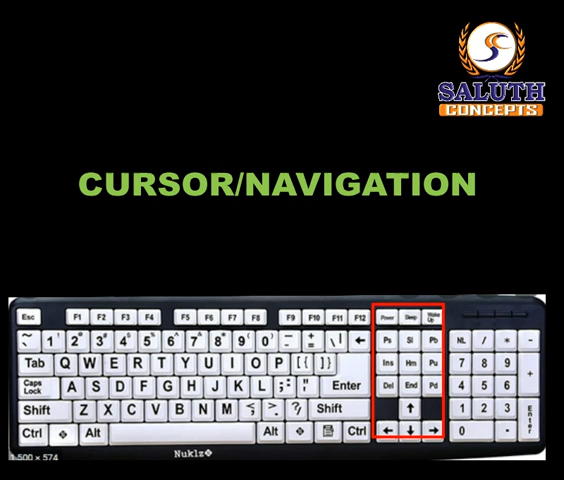 SALUTH
CONCEPTS
CURSOR/NAVIGATION
Esc F1 F2 F3 F4 F5 F6 F7 F8 F9 F10 F11 F12 Power Sleep Wake Up
~ 1 2 3 4 5 6 7 8 9 0 - + = \ | ← Ps Sl Pb NL / * -
Tab Q W E R T Y U I O P [ { ] } Ins Hm Pu 7 8 9 +
Caps Lock A S D F G H J K L ; : " Enter Del End Pd 4 5 6
Shift Z X C V B N M < > ? / Shift ↑ 1 2 3 Enter
Ctrl Alt Alt Ctrl ← ↓ → 0 .
Nuklz
500 × 574